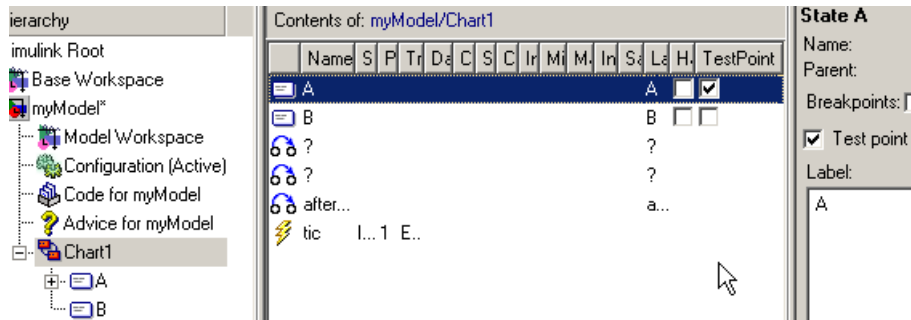 ierarchy
imulink Root
Base Workspace
myModel*
Model Workspace
Configuration (Active)
Code for myModel
Advice for myModel
Chart1
A
B
Contents of: myModel/Chart1
Name S P Tr Da C S C Ir Mi M. In Sa La H. TestPoint
A A
B B
? ?
? ?
after... a...
tic I... 1 E..
State A
Name:
Parent:
Breakpoints:
Test point
Label:
A